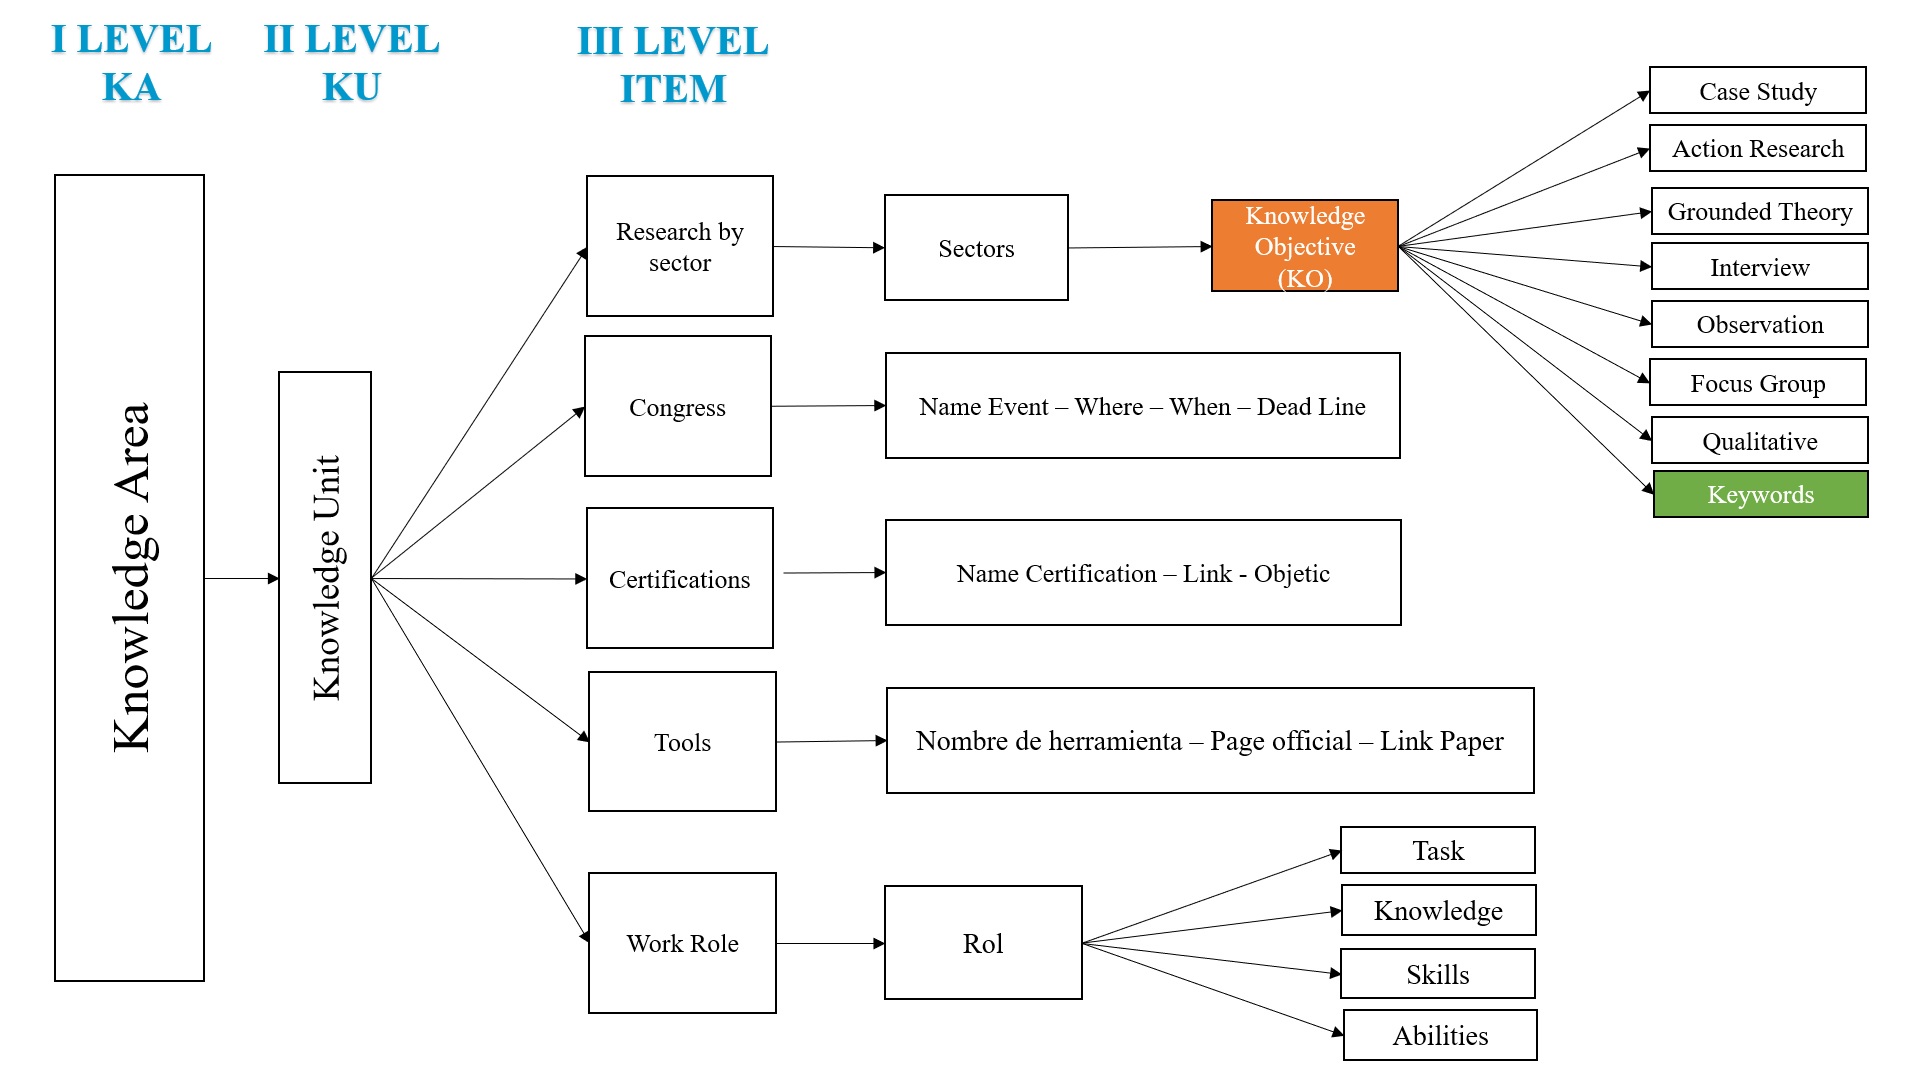 I LEVEL
KA
II LEVEL
KU
III LEVEL
ITEM
Knowledge Area
Knowledge Unit
Research by
sector
Sectors
Knowledge
Objective
(KO)
Case Study
Action Research
Grounded Theory
Interview
Observation
Focus Group
Qualitative
Keywords
Congress
Name Event – Where – When – Dead Line
Certifications
Name Certification – Link - Objetic
Tools
Nombre de herramienta – Page official – Link Paper
Work Role
Rol
Task
Knowledge
Skills
Abilities